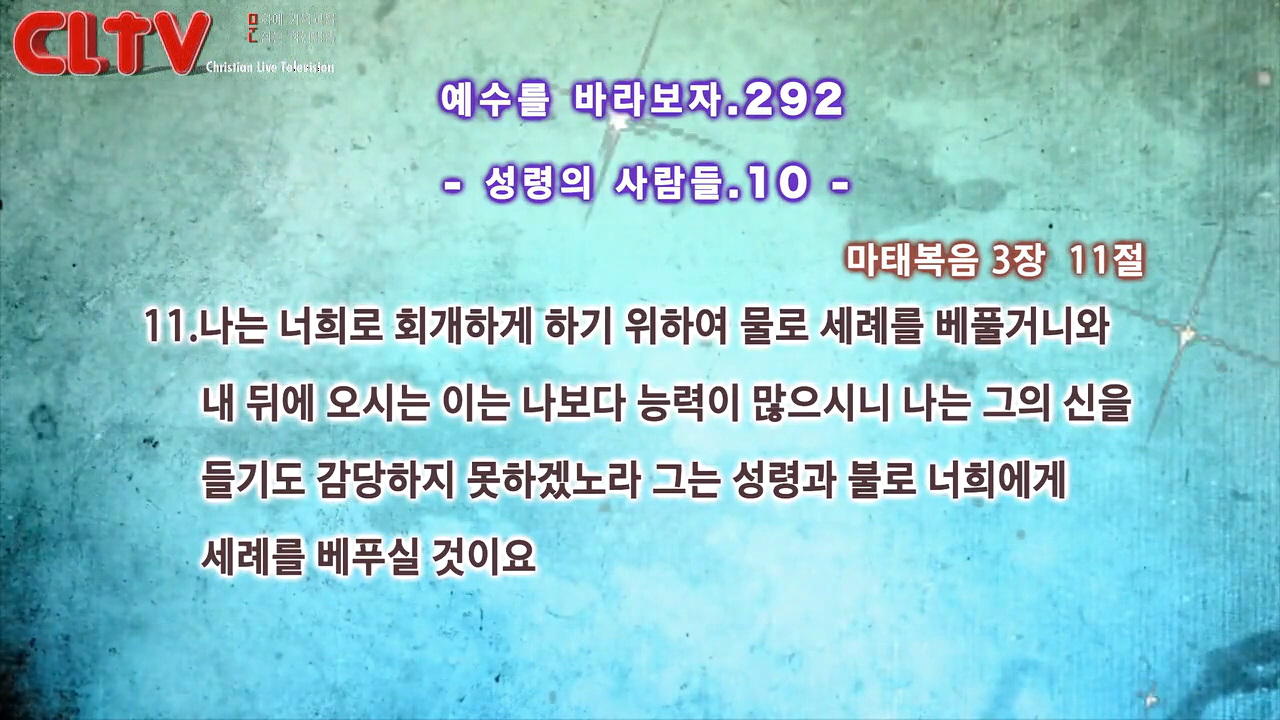 CLTV
Christian Live Television
예수를 바라보자.292
- 성령의 사람들.10 -
마태복음 3장 11절
11.나는 너희로 회개하게 하기 위하여 물로 세례를 베풀거니와
내 뒤에 오시는 이는 나보다 능력이 많으시니 나는 그의 신을
들기도 감당하지 못하겠노라 그는 성령과 불로 너희에게
세례를 베푸실 것이요